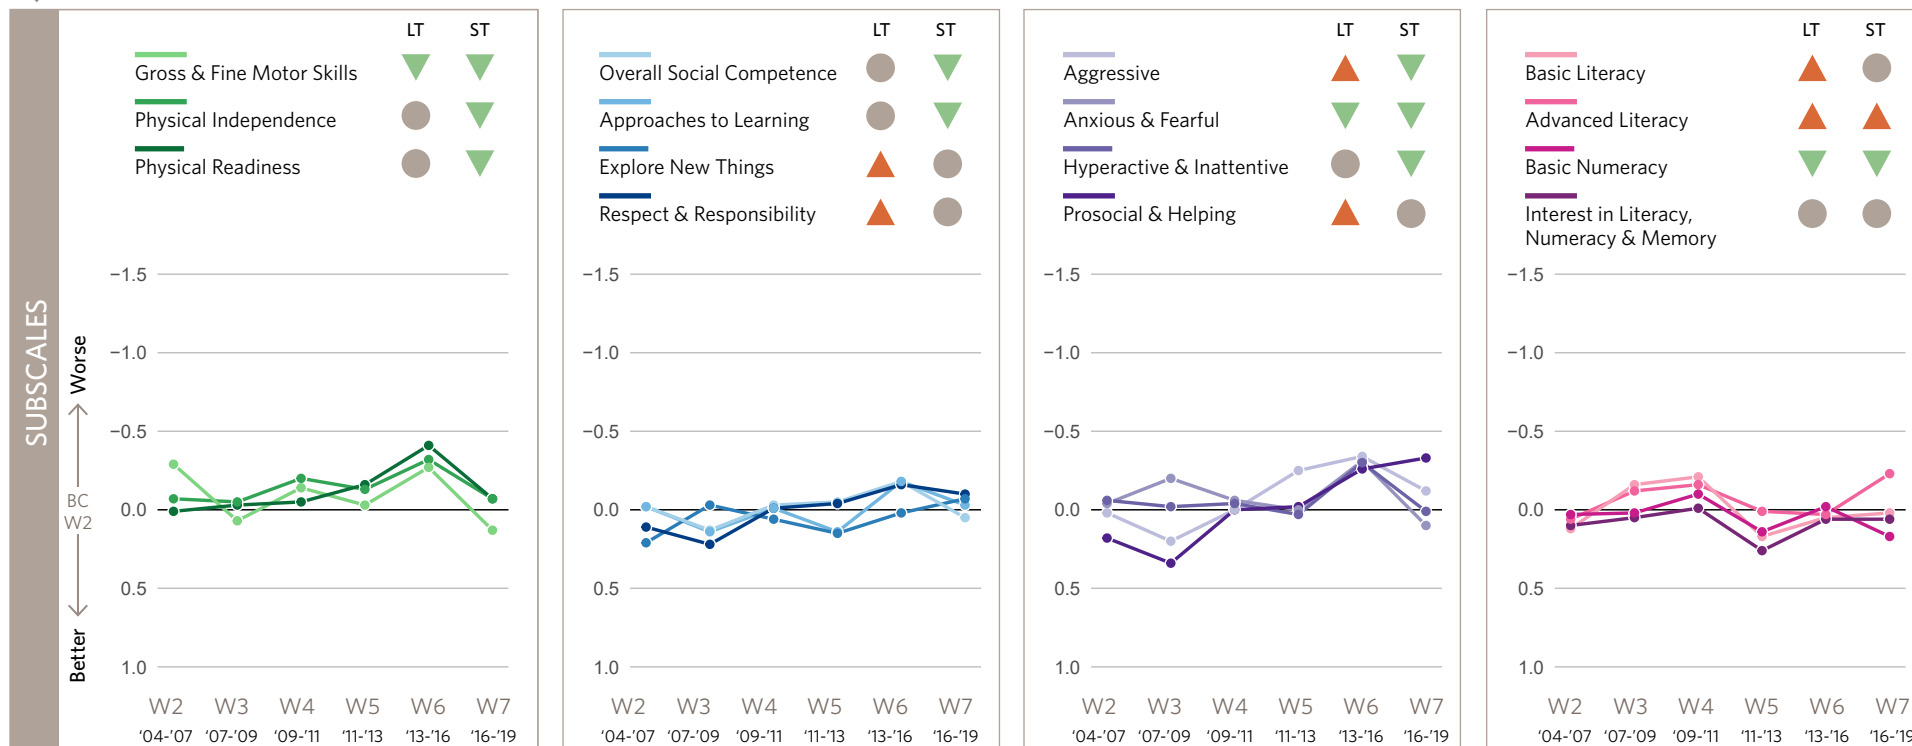 SUBSCALES
Worse
BC
W2
Better
LT ST
Gross & Fine Motor Skills
Physical Independence
Physical Readiness
−1.5
−1.0
−0.5
0.0
0.5
1.0
W2 W3 W4 W5 W6 W7
‘04-’07 ‘07-’09 ‘09-’11 ‘11-’13 ‘13-’16 ‘16-’19
LT ST
Overall Social Competence
Approaches to Learning
Explore New Things
Respect & Responsibility
−1.5
−1.0
−0.5
0.0
0.5
1.0
W2 W3 W4 W5 W6 W7
‘04-’07 ‘07-’09 ‘09-’11 ‘11-’13 ‘13-’16 ‘16-’19
LT ST
Aggressive
Anxious & Fearful
Hyperactive & Inattentive
Prosocial & Helping
−1.5
−1.0
−0.5
0.0
0.5
1.0
W2 W3 W4 W5 W6 W7
‘04-’07 ‘07-’09 ‘09-’11 ‘11-’13 ‘13-’16 ‘16-’19
LT ST
Basic Literacy
Advanced Literacy
Basic Numeracy
Interest in Literacy,
Numeracy & Memory
−1.5
−1.0
−0.5
0.0
0.5
1.0
W2 W3 W4 W5 W6 W7
‘04-’07 ‘07-’09 ‘09-’11 ‘11-’13 ‘13-’16 ‘16-’19